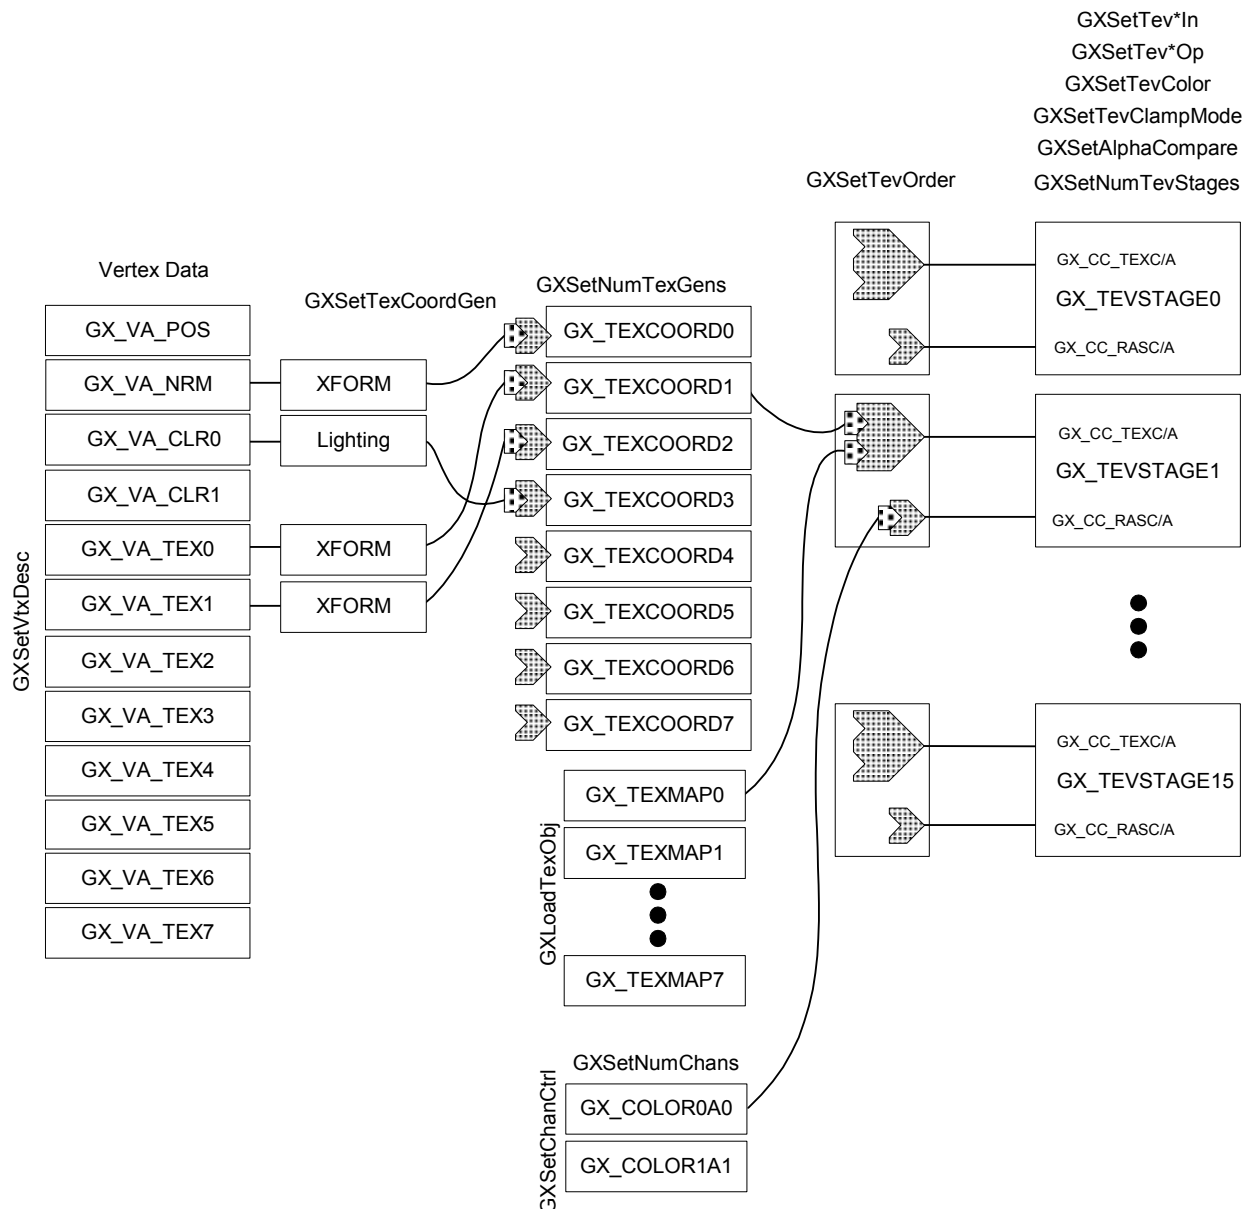 GXSetTev*In
GXSetTev*Op
GXSetTevColor
GXSetTevClampMode
GXSetAlphaCompare
GXSetNumTevStages
GXSetTevOrder
Vertex Data
GXSetTexCoordGen
GXSetNumTexGens
GXSetVtxDesc
GX_VA_POS
GX_VA_NRM
GX_VA_CLR0
GX_VA_CLR1
GX_VA_TEX0
GX_VA_TEX1
GX_VA_TEX2
GX_VA_TEX3
GX_VA_TEX4
GX_VA_TEX5
GX_VA_TEX6
GX_VA_TEX7
XFORM
Lighting
XFORM
XFORM
GX_TEXCOORD0
GX_TEXCOORD1
GX_TEXCOORD2
GX_TEXCOORD3
GX_TEXCOORD4
GX_TEXCOORD5
GX_TEXCOORD6
GX_TEXCOORD7
GXLoadTexObj
GX_TEXMAP0
GX_TEXMAP1
GX_TEXMAP7
GXSetNumChans
GXSetChanCtrl
GX_COLOR0A0
GX_COLOR1A1
GX_CC_TEXC/A
GX_TEVSTAGE0
GX_CC_RASC/A
GX_CC_TEXC/A
GX_TEVSTAGE1
GX_CC_RASC/A
GX_CC_TEXC/A
GX_TEVSTAGE15
GX_CC_RASC/A